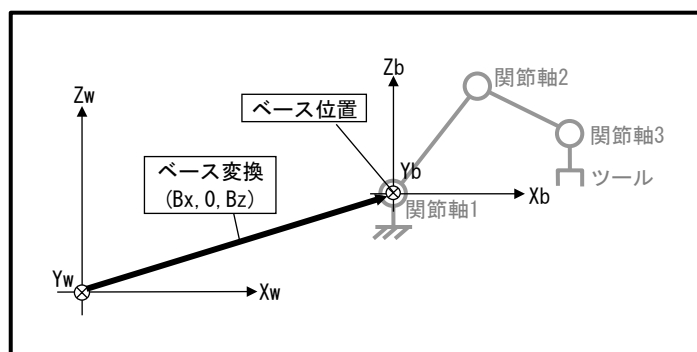 Zb
関節軸2
Zw
ベース位置
関節軸3
Yb
ツール
ベース変換
(Bx, 0, Bz)
関節軸1
Xb
Yw
Xw